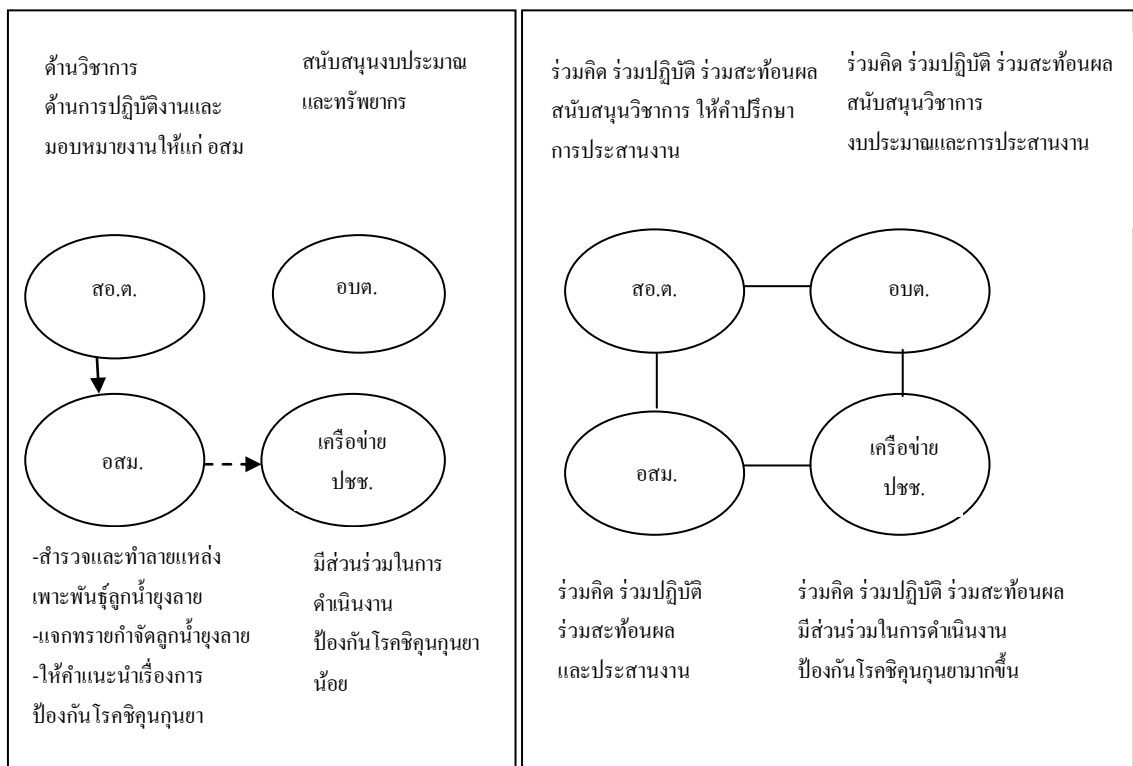 ด้านวิชาการ
ด้านการปฏิบัติงานและ
มอบหมายงานให้แก่ อสม
สนับสนุนงบประมาณ
และทรัพยากร
สอ.ต.
อบต.
อสม.
เครือข่าย
ปชช.
-สำรวจและทำลายแหล่ง
เพาะพันธุ์ลูกน้ำยุงลาย
-แจกทรายกำจัดลูกน้ำยุงลาย
-ให้คำแนะนำเรื่องการ
ป้องกันโรคชิคุนกุนยา
มีส่วนร่วมในการ
ดำเนินงาน
ป้องกันโรคชิคุนกุนยา
น้อย
ร่วมคิด ร่วมปฏิบัติ ร่วมสะท้อนผล
สนับสนุนวิชาการ ให้คำปรึกษา
การประสานงาน
ร่วมคิด ร่วมปฏิบัติ ร่วมสะท้อนผล
สนับสนุนวิชาการ
งบประมาณและการประสานงาน
สอ.ต.
อบต.
อสม.
เครือข่าย
ปชช.
ร่วมคิด ร่วมปฏิบัติ
ร่วมสะท้อนผล
และประสานงาน
ร่วมคิด ร่วมปฏิบัติ ร่วมสะท้อนผล
มีส่วนร่วมในการดำเนินงาน
ป้องกันโรคชิคุนกุนยามากขึ้น